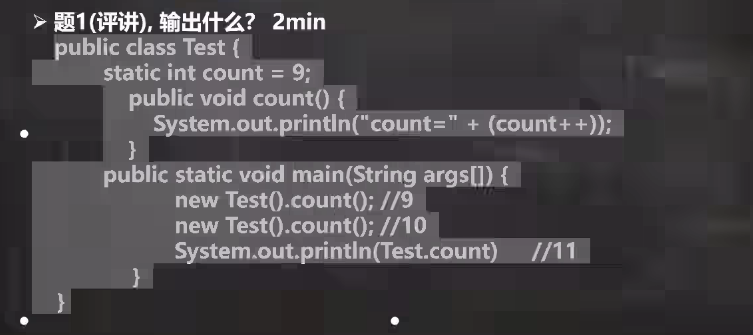 ➢ 题1(评讲), 输出什么? 2min
public class Test {
static int count = 9;
public void count() {
System.out.println("count=" + (count++));
}
public static void main(String args[]) {
new Test().count(); //9
new Test().count(); //10
System.out.println(Test.count) //11
}
}